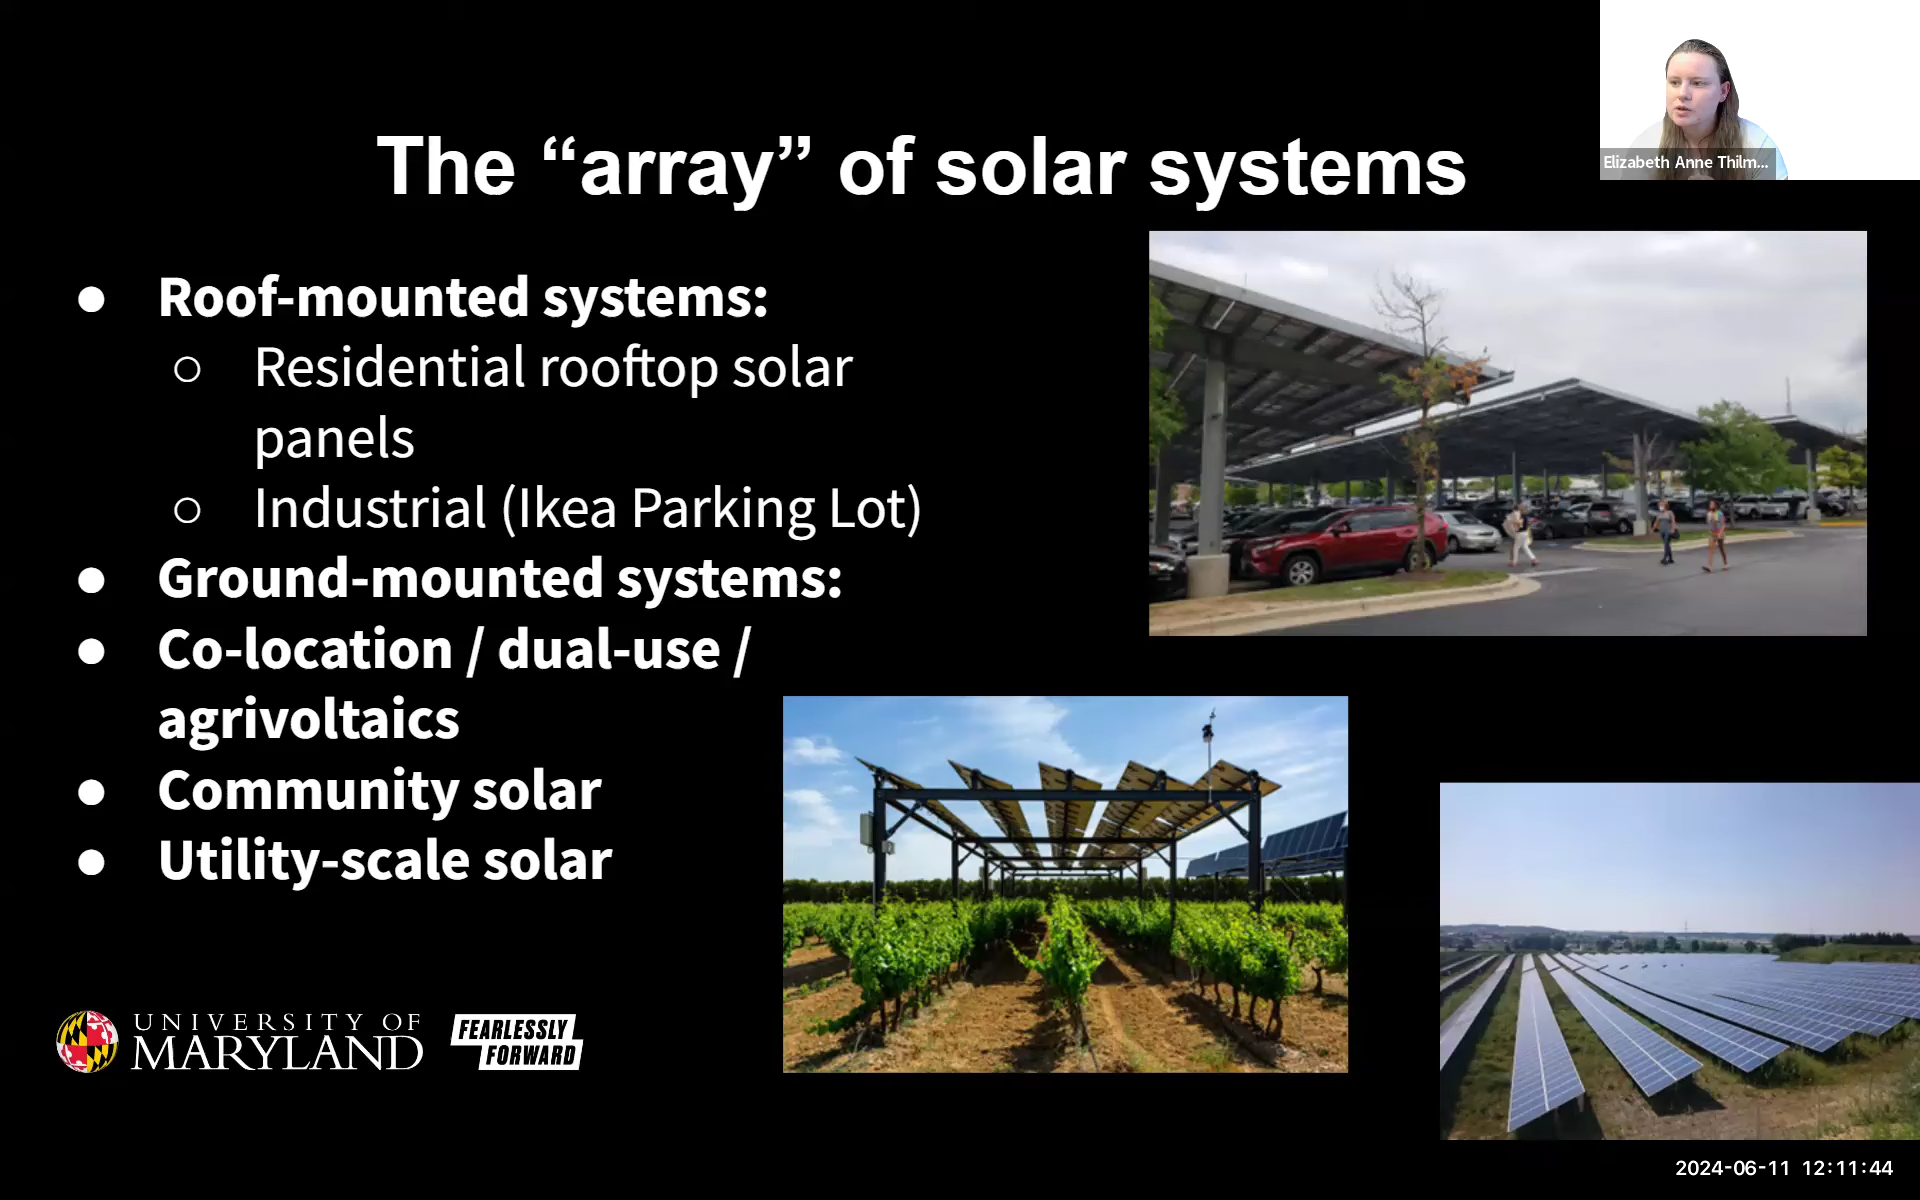 Elizabeth Anne Thilm...
The “array” of solar systems
● Roof-mounted systems:
○ Residential rooftop solar
panels
○ Industrial (Ikea Parking Lot)
● Ground-mounted systems:
● Co-location / dual-use /
agrivoltaics
● Community solar
● Utility-scale solar
UNIVERSITY OF
MARYLAND
FEARLESSLY
FORWARD
2024-06-11 12:11:44